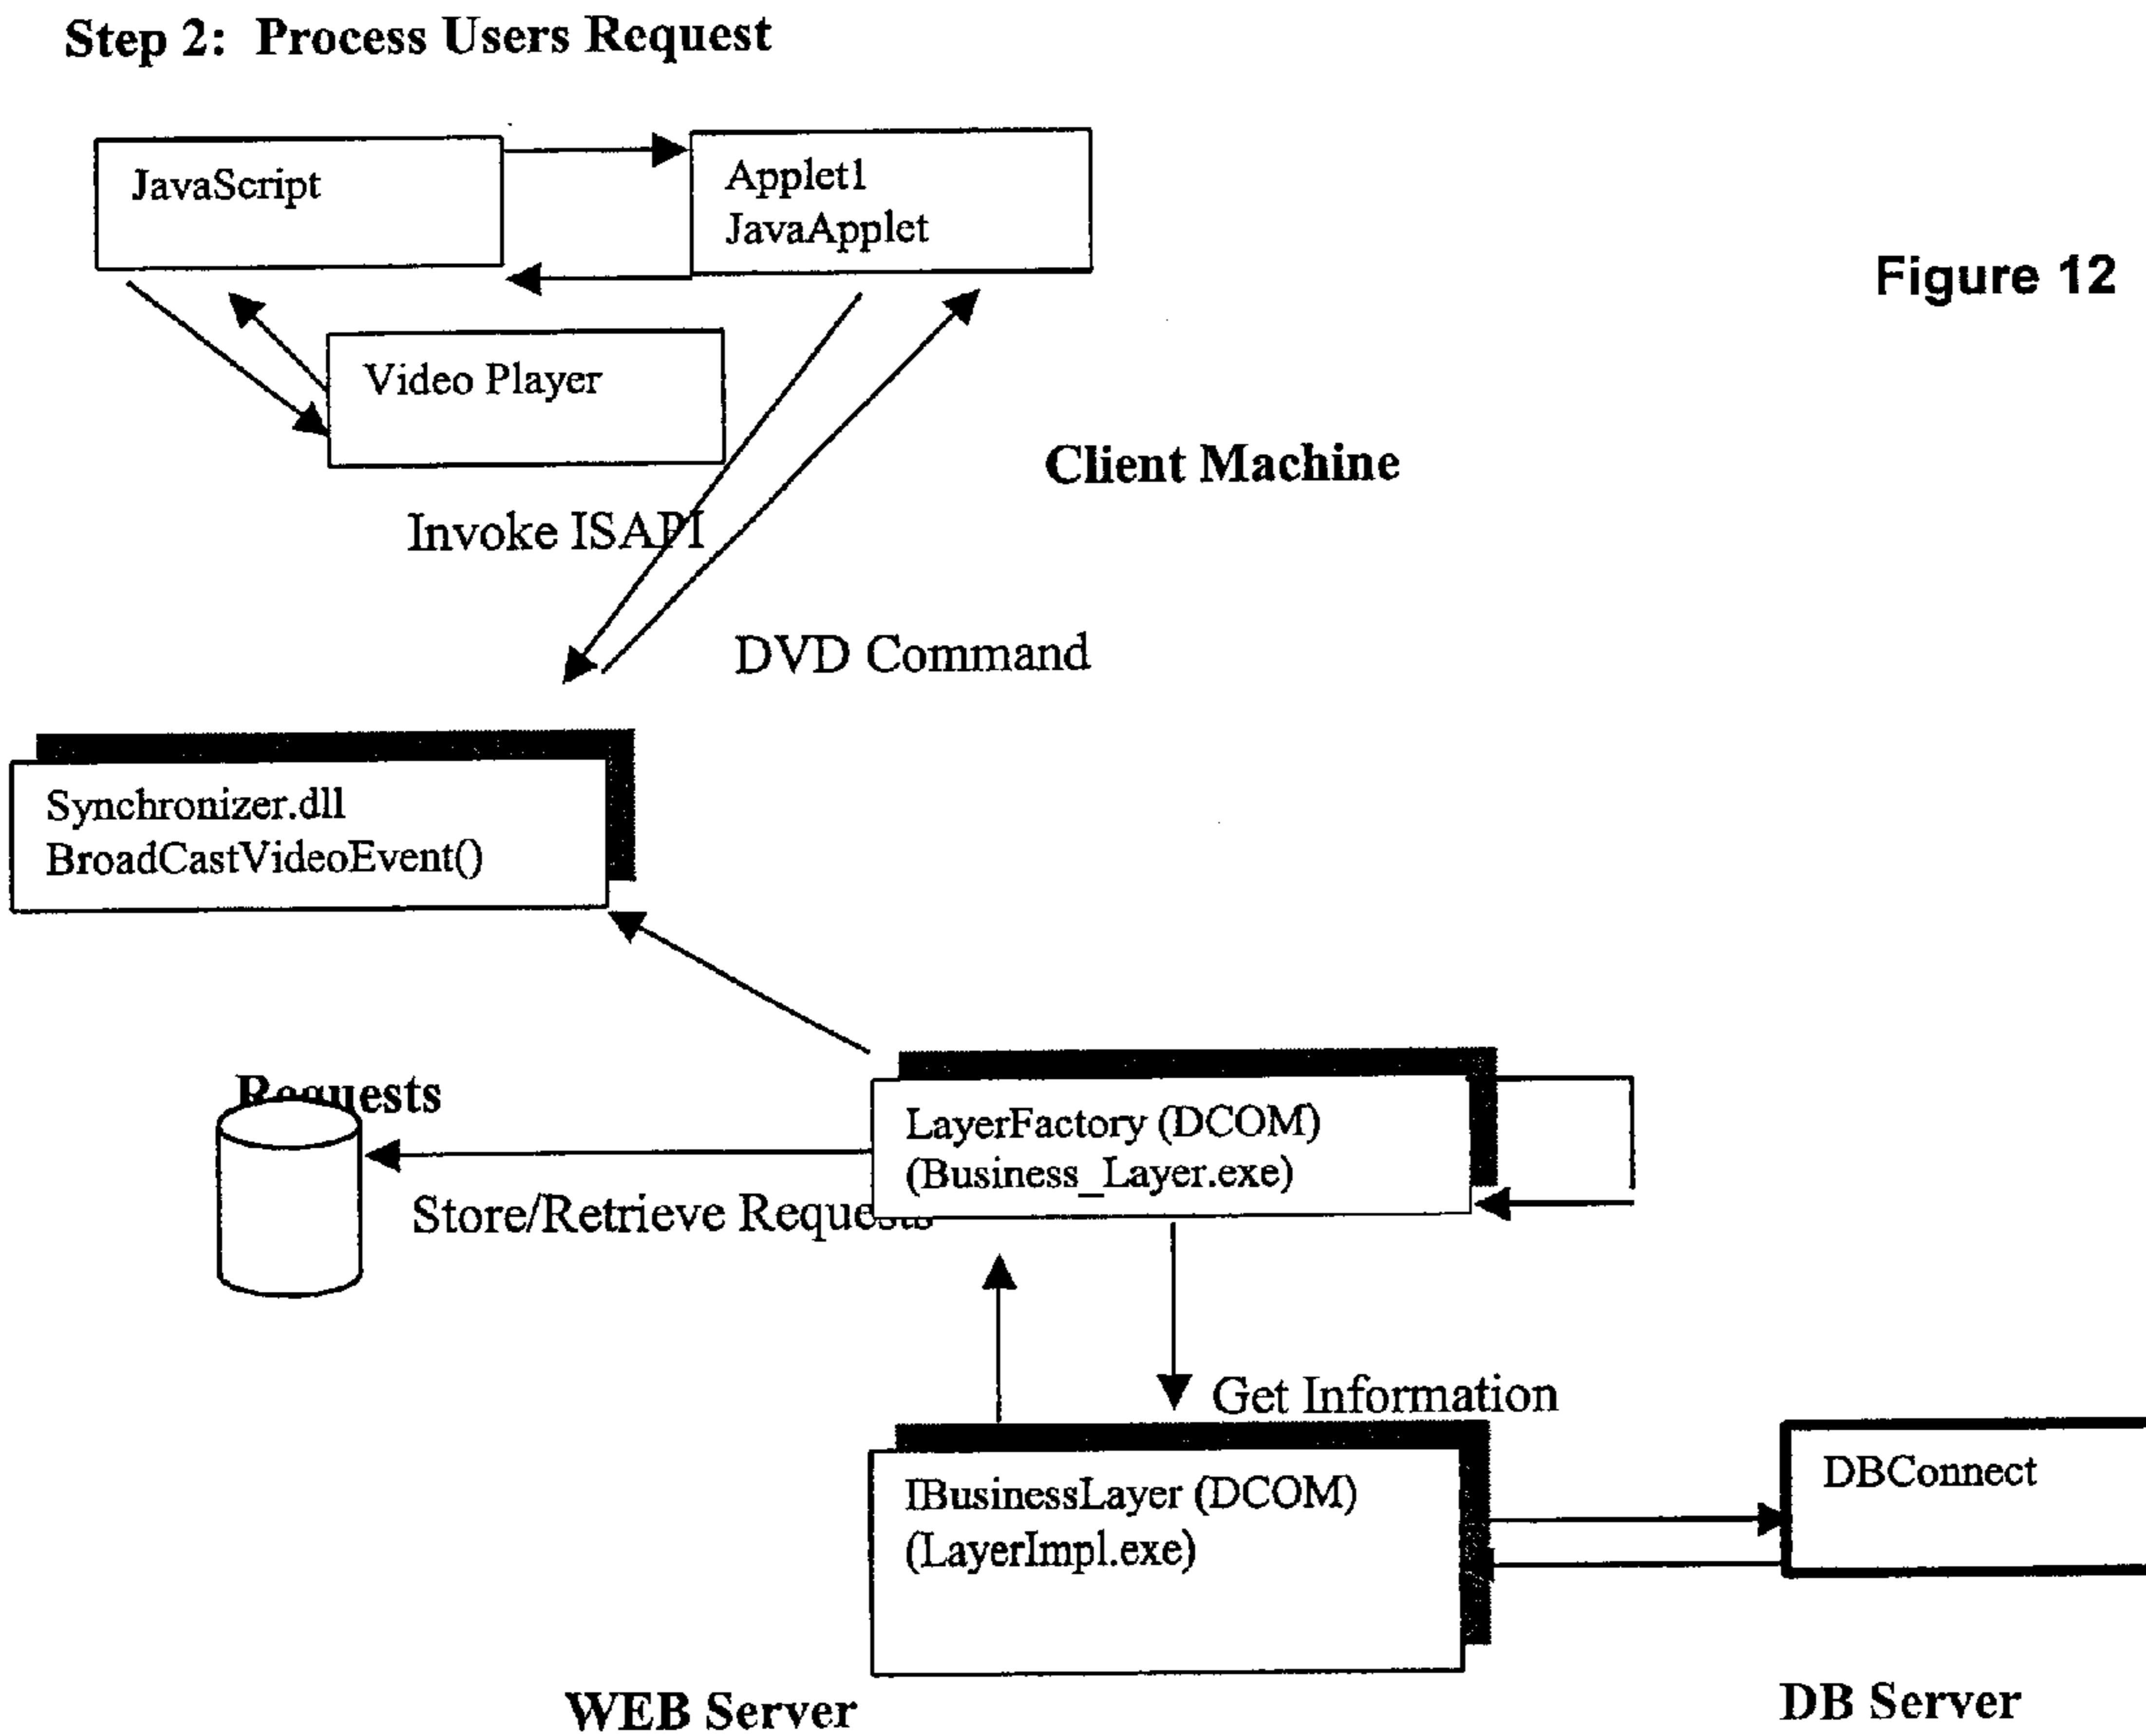 Step 2: Process Users Request
JavaScript
Applet1
JavaApplet
Figure 12
Video Player
Client Machine
Invoke ISAPI
DVD Command
Synchronizer.dll
BroadCastVideoEvent()
Requests
LayerFactory (DCOM)
(Business_Layer.exe)
Store/Retrieve Requests
Get Information
IBusinessLayer (DCOM)
(LayerImpl.exe)
DBConnect
WEB Server
DB Server